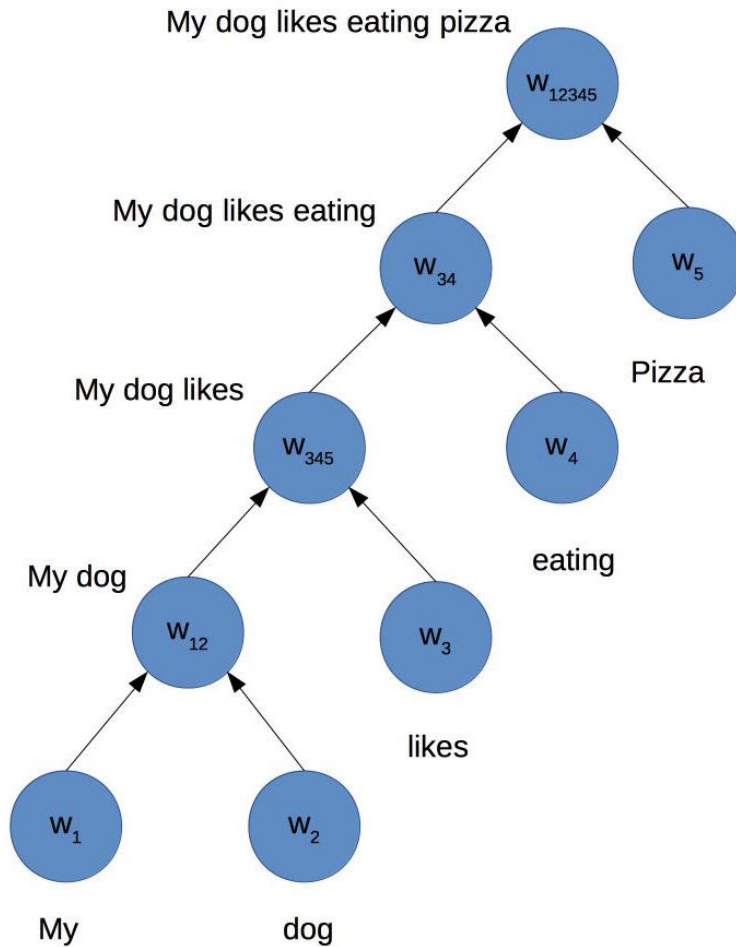 My dog likes eating pizza
w12345
My dog likes eating
w34
w5
Pizza
My dog likes
w345
w4
eating
My dog
w12
w3
likes
w1
w2
My
dog